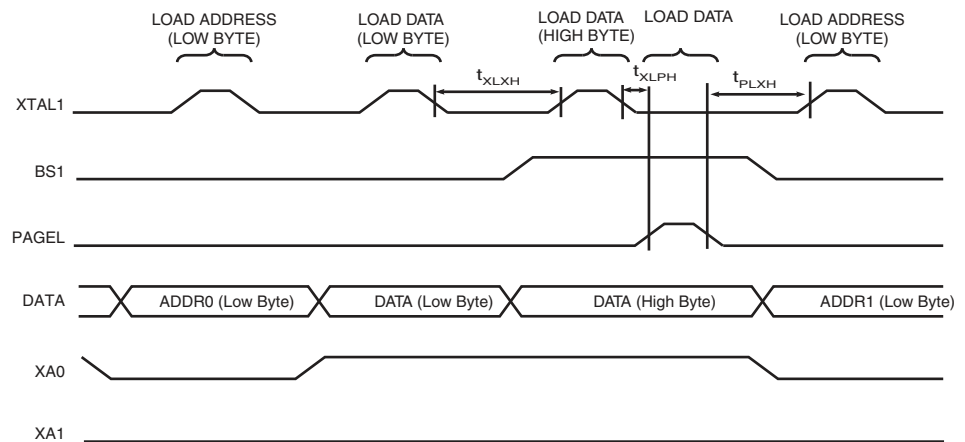 LOAD ADDRESS
(LOW BYTE)
LOAD DATA
(LOW BYTE)
LOAD DATA
(HIGH BYTE)
LOAD DATA
LOAD ADDRESS
(LOW BYTE)
tXLXH
tXLPH
tPLXH
XTAL1
BS1
PAGEL
DATA
ADDR0 (Low Byte)
DATA (Low Byte)
DATA (High Byte)
ADDR1 (Low Byte)
XA0
XA1